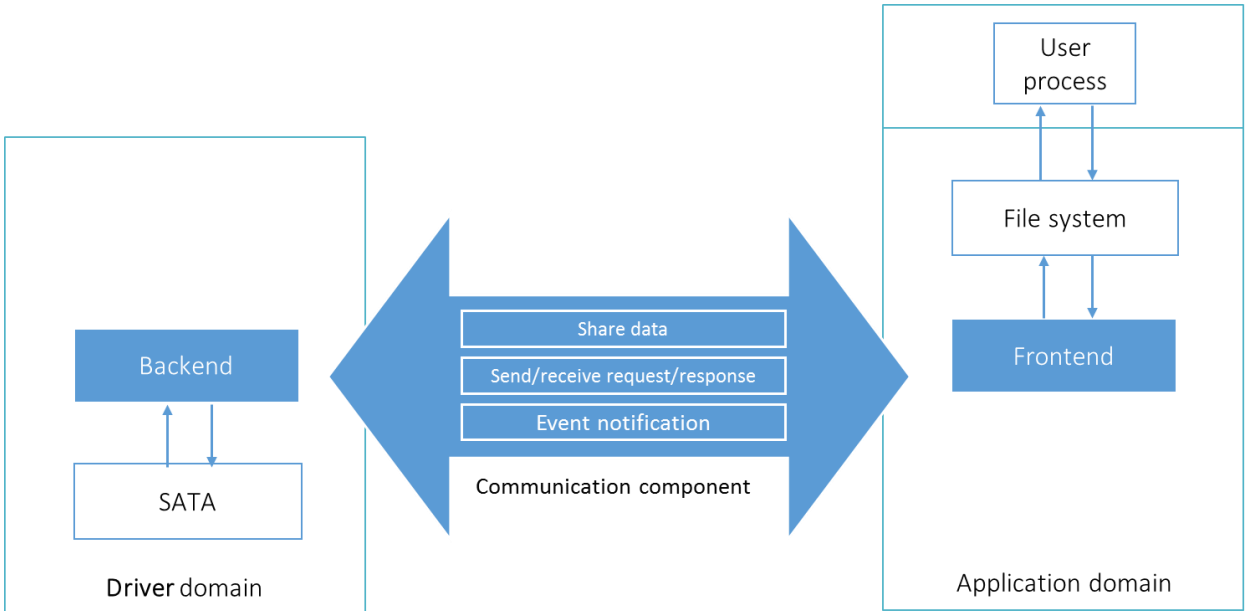 User
process
File system
Frontend
Application domain
Share data
Send/receive request/response
Event notification
Communication component
Backend
SATA
Driver domain